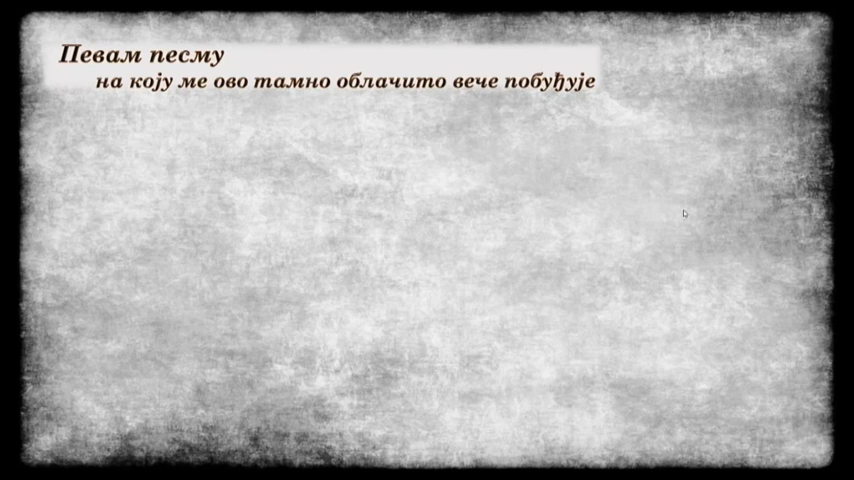 Певам песму
на коју ме ово тамно облачито вече побуђује